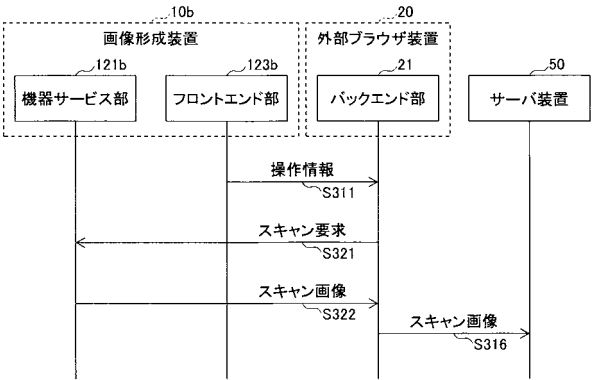 10b
20
画像形成装置
外部ブラウザ装置
121b
123b
21
50
機器サービス部
フロントエンド部
バックエンド部
サーバ装置
操作情報
S311
スキャン要求
S321
スキャン画像
S322
スキャン画像
S316